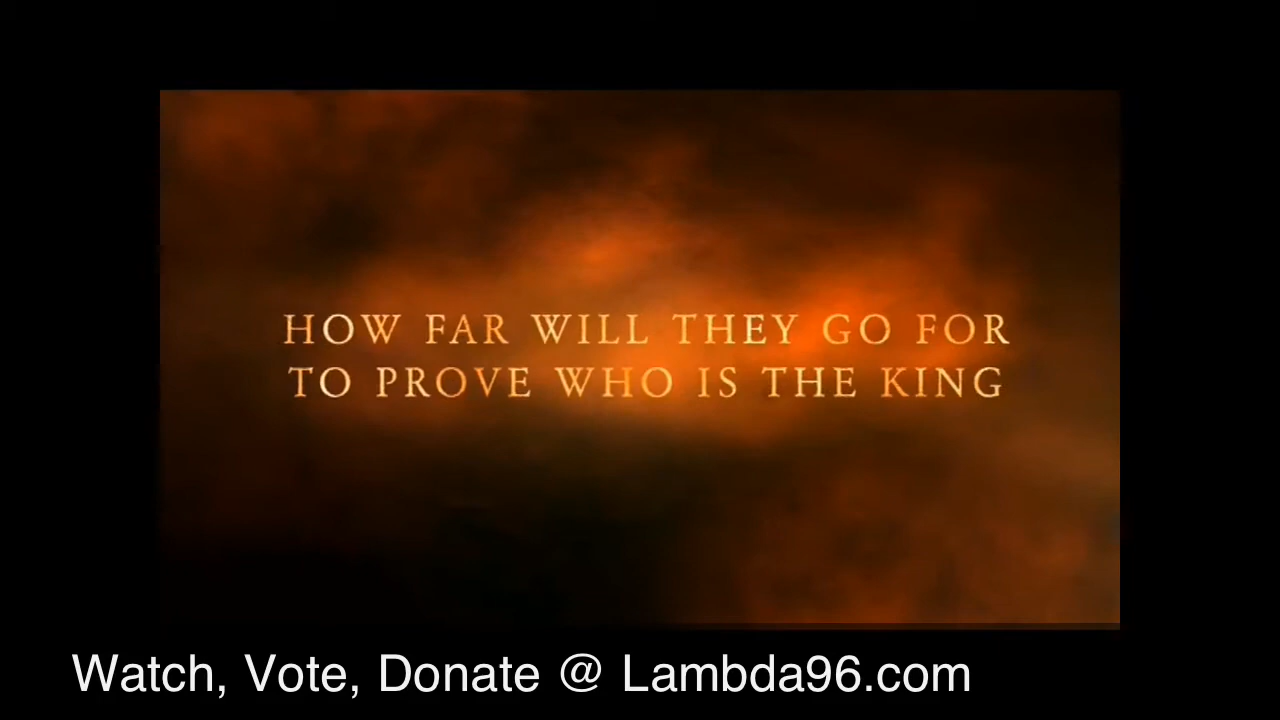 HOW FAR WILL THEY GO FOR
TO PROVE WHO IS THE KING
Watch, Vote, Donate @ Lambda96.com